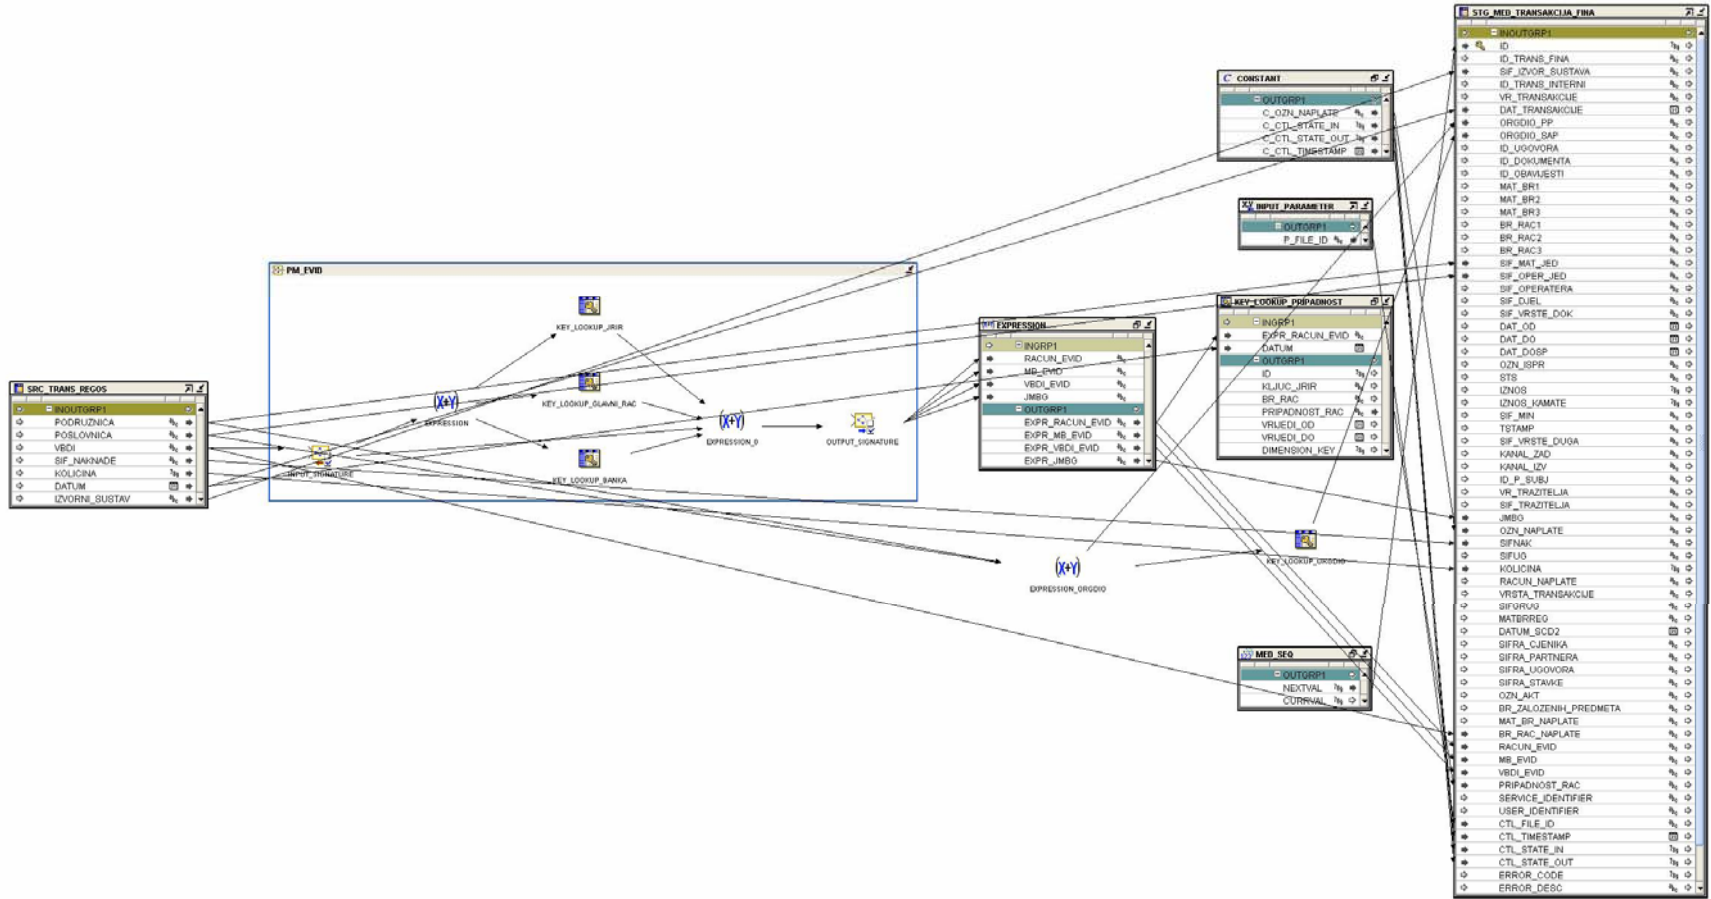 SRC_TRANS_REGOS
INOUTGRP1
PODRUZNICA
POSLOVNICA
VBDI
SIF_NAKNADE
KOLICINA
DATUM
IZVORNI_SUSTAV
PM_EVID
KEY_LOOKUP_JRIR
KEY_LOOKUP_GLAVNI_RAC
KEY_LOOKUP_BANKA
EXPRESSION
INPUT_SIGNATURE
EXPRESSION_0
OUTPUT_SIGNATURE
EXPRESSION
INGRP1
RACUN_EVID
MB_EVID
VBDI_EVID
JMBG
OUTGRP1
EXPR_RACUN_EVID
EXPR_MB_EVID
EXPR_VBDI_EVID
EXPR_JMBG
EXPRESSION_ORGDIO
CONSTANT
OUTGRP1
C_OZN_NAPLATE
C_CTL_STATE_IN
C_CTL_STATE_OUT
C_CTL_TIMESTAMP
INPUT_PARAMETER
OUTGRP1
P_FILE_ID
KEY_LOOKUP_PRIPADNOST
INGRP1
EXPR_RACUN_EVID
DATUM
OUTGRP1
ID
KLJUC_JRIR
BR_RAC
PRIPADNOST_RAC
VRIJEDI_OD
VRIJEDI_DO
DIMENSION_KEY
KEY_LOOKUP_ORGDIO
MED_SEQ
OUTGRP1
NEXTVAL
CURRVAL
STG_MED_TRANSAKCIJA_FINA
INOUTGRP1
ID
ID_TRANS_FINA
SIF_IZVOR_SUSTAVA
ID_TRANS_INTERNI
VR_TRANSAKCIJE
DAT_TRANSAKCIJE
ORGDIO_PP
ORGDIO_SAP
ID_UGOVORA
ID_DOKUMENTA
ID_OBAVIJESTI
MAT_BR1
MAT_BR2
MAT_BR3
BR_RAC1
BR_RAC2
BR_RAC3
SIF_MAT_JED
SIF_OPER_JED
SIF_OPERATERA
SIF_DJEL
SIF_VRSTE_DOK
DAT_OD
DAT_DO
DAT_DOSP
OZN_ISPR
STS
IZNOS
IZNOS_KAMATE
SIF_MIN
TSTAMP
SIF_VRSTE_DUGA
KANAL_ZAD
KANAL_IZV
ID_P_SUBJ
VR_TRAZITELJA
SIF_TRAZITELJA
JMBG
OZN_NAPLATE
SIFNAK
SIFUG
KOLICINA
RACUN_NAPLATE
VRSTA_TRANSAKCIJE
SIFGRUG
MATBRREG
DATUM_SCD2
SIFRA_CJENIKA
SIFRA_PARTNERA
SIFRA_UGOVORA
SIFRA_STAVKE
OZN_AKT
BR_ZALOZENIH_PREDMETA
MAT_BR_NAPLATE
BR_RAC_NAPLATE
RACUN_EVID
MB_EVID
VBDI_EVID
PRIPADNOST_RAC
SERVICE_IDENTIFIER
USER_IDENTIFIER
CTL_FILE_ID
CTL_TIMESTAMP
CTL_STATE_IN
CTL_STATE_OUT
ERROR_CODE
ERROR_DESC